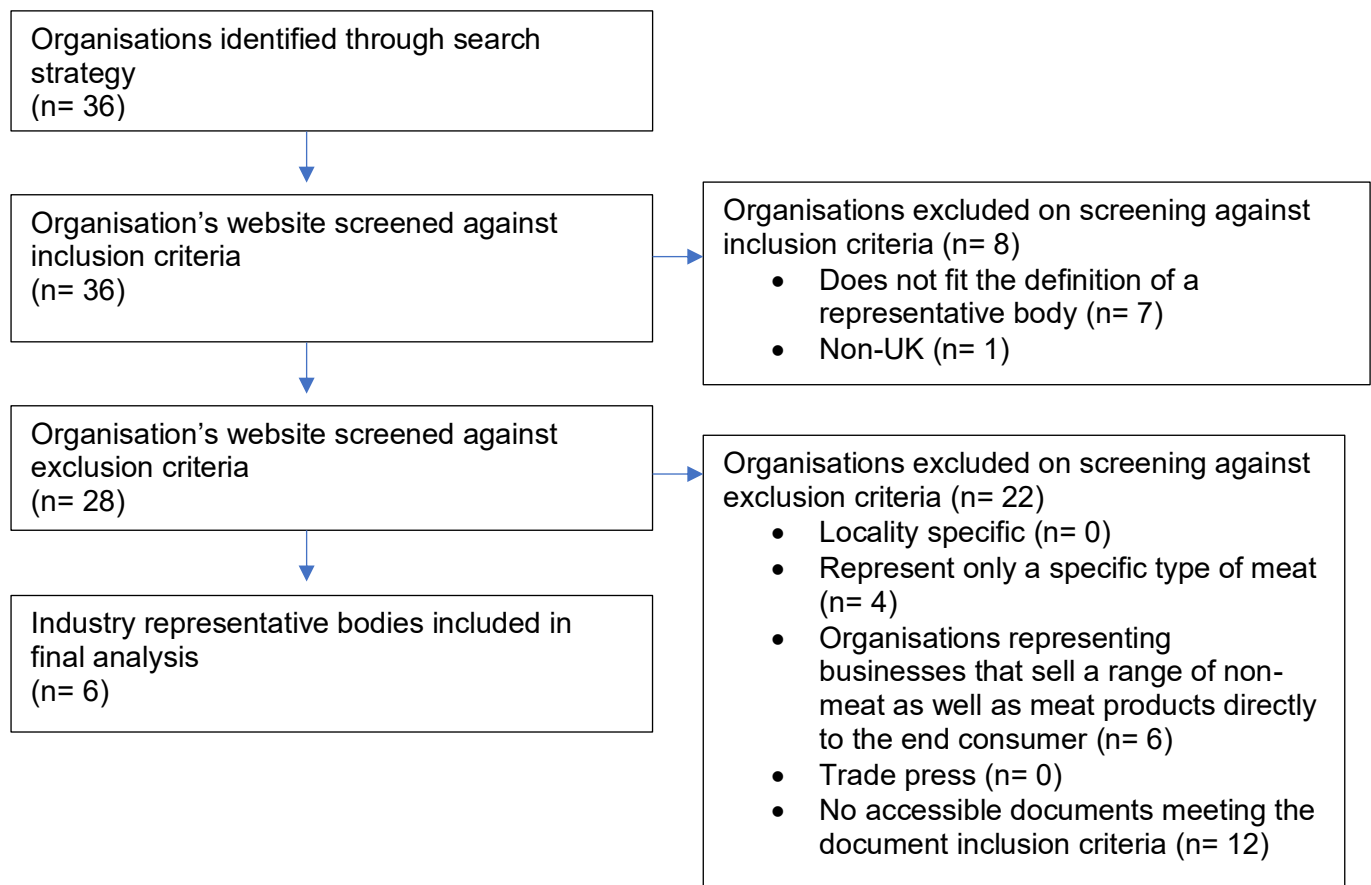 Organisations identified through search
strategy
(n= 36)
Organisation’s website screened against
inclusion criteria
(n= 36)
Organisations excluded on screening against
inclusion criteria (n= 8)
• Does not fit the definition of a
representative body (n= 7)
• Non-UK (n= 1)
Organisation’s website screened against
exclusion criteria
(n= 28)
Organisations excluded on screening against
exclusion criteria (n= 22)
• Locality specific (n= 0)
• Represent only a specific type of meat
(n= 4)
• Organisations representing
businesses that sell a range of non-
meat as well as meat products directly
to the end consumer (n= 6)
• Trade press (n= 0)
• No accessible documents meeting the
document inclusion criteria (n= 12)
Industry representative bodies included in
final analysis
(n= 6)